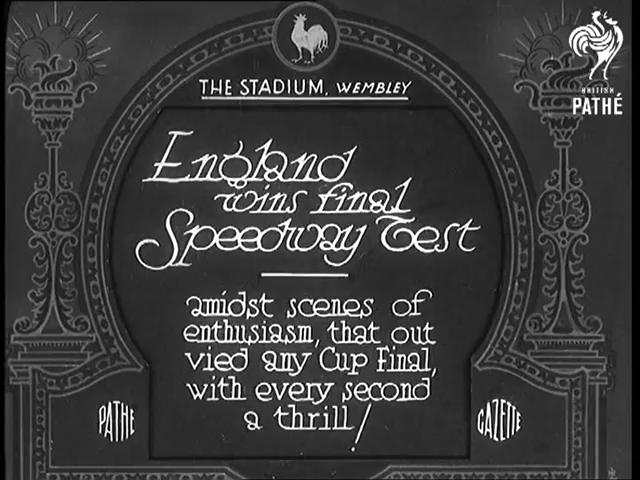 THE STADIUM, WEMBLEY
BRITISH
PATHÉ
England
wins final
Speedway Test
amidst scenes of
enthusiasm, that out
vied any Cup Final,
with every second
a thrill!
PATHE
GAZETTE